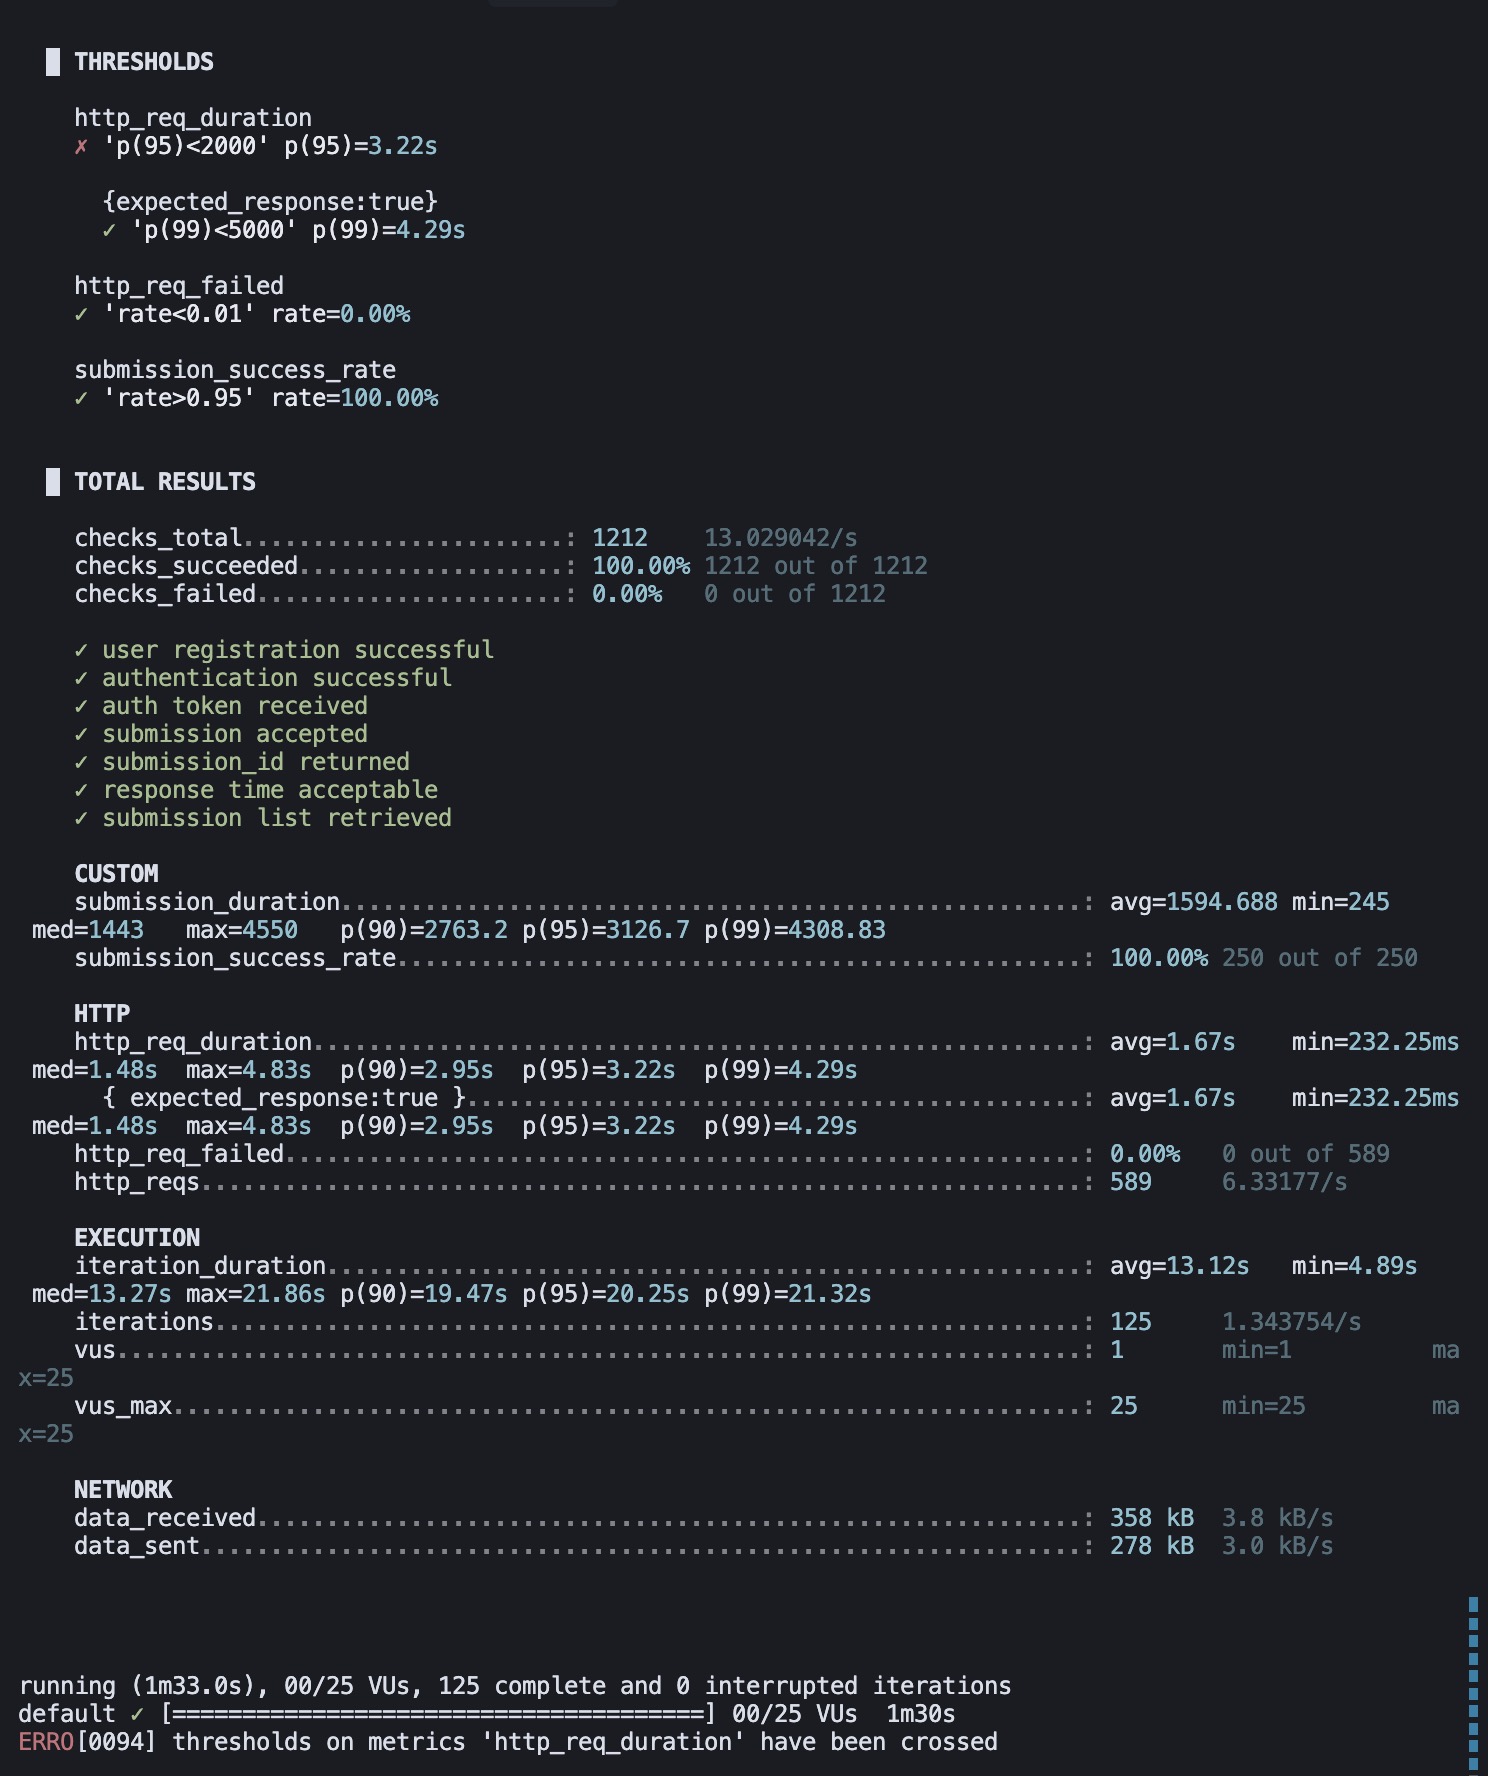 THRESHOLDS
http_req_duration
✗ 'p(95)<2000' p(95)=3.22s
{expected_response:true}
✓ 'p(99)<5000' p(99)=4.29s
http_req_failed
✓ 'rate<0.01' rate=0.00%
submission_success_rate
✓ 'rate>0.95' rate=100.00%
TOTAL RESULTS
checks_total.......................: 1212    13.029042/s
checks_succeeded...................: 100.00% 1212 out of 1212
checks_failed......................: 0.00%   0 out of 1212
✓ user registration successful
✓ authentication successful
✓ auth token received
✓ submission accepted
✓ submission_id returned
✓ response time acceptable
✓ submission list retrieved
CUSTOM
submission_duration.....................................................: avg=1594.688 min=245
med=1443   max=4550   p(90)=2763.2 p(95)=3126.7 p(99)=4308.83
submission_success_rate.................................................: 100.00% 250 out of 250
HTTP
http_req_duration.......................................................: avg=1.67s    min=232.25ms
med=1.48s  max=4.83s  p(90)=2.95s  p(95)=3.22s  p(99)=4.29s
{ expected_response:true }............................................: avg=1.67s    min=232.25ms
med=1.48s  max=4.83s  p(90)=2.95s  p(95)=3.22s  p(99)=4.29s
http_req_failed.........................................................: 0.00%   0 out of 589
http_reqs...............................................................: 589     6.33177/s
EXECUTION
iteration_duration......................................................: avg=13.12s   min=4.89s
med=13.27s max=21.86s p(90)=19.47s p(95)=20.25s p(99)=21.32s
iterations..............................................................: 125     1.343754/s
vus.....................................................................: 1       min=1          ma
x=25
vus_max.................................................................: 25      min=25         ma
x=25
NETWORK
data_received...........................................................: 358 kB  3.8 kB/s
data_sent...............................................................: 278 kB  3.0 kB/s
running (1m33.0s), 00/25 VUs, 125 complete and 0 interrupted iterations
default ✓ [======================================] 00/25 VUs  1m30s
ERRO[0094] thresholds on metrics 'http_req_duration' have been crossed